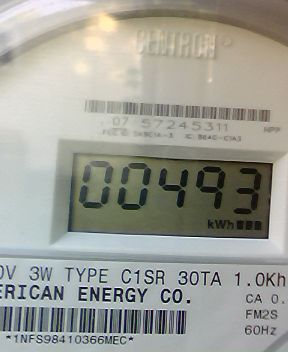 CENTRON®
07 57245311
HPP
00493
kWh
0V 3W TYPE C1SR 30TA 1.0Kh
ERICAN ENERGY CO.
CA 0.
FM2S
60Hz
*1NFS98410366MEC*